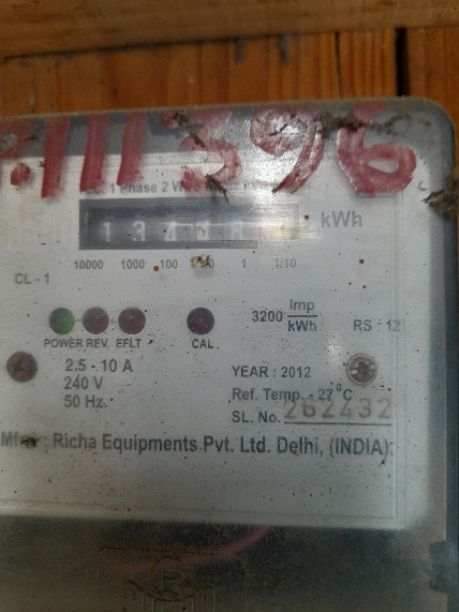 111396
1 Phase 2 W
kWh
10000 1000 100 1 1/10
CL - 1
3200 Imp/kWh RS : 12
POWER REV. EFLT CAL
2.5 - 10 A
240 V
50 Hz.
YEAR : 2012
Ref. Temp. - 27°C
SL. No. 262432
Richa Equipments Pvt. Ltd. Delhi, (INDIA)